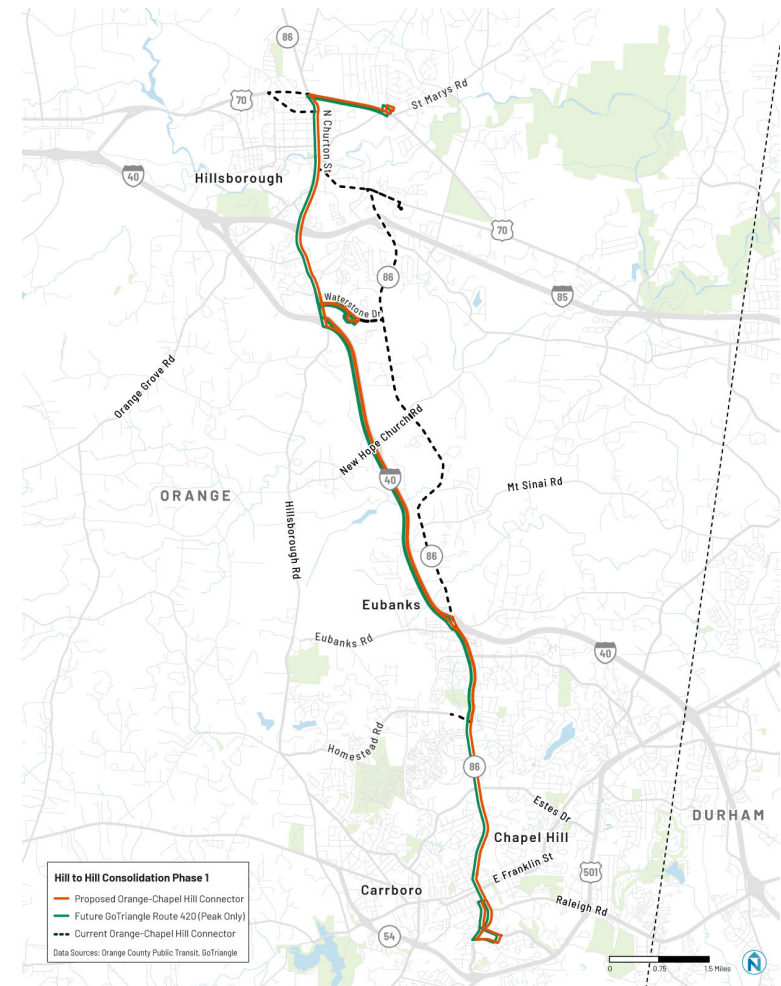 86
70
St Marys Rd
N Churton St
40
Hillsborough
70
86
85
Waterstone Dr
Orange Grove Rd
New Hope Church Rd
40
ORANGE
Mt Sinai Rd
Hillsborough Rd
86
Eubanks
Eubanks Rd
40
Homestead Rd
86
Estes Dr
DURHAM
Chapel Hill
E Franklin St
501
Carrboro
Raleigh Rd
54
Hill to Hill Consolidation Phase 1
Proposed Orange-Chapel Hill Connector
Future GoTriangle Route 420 (Peak Only)
Current Orange-Chapel Hill Connector
Data Sources: Orange County Public Transit, GoTriangle
0 0.75 1.5 Miles
N